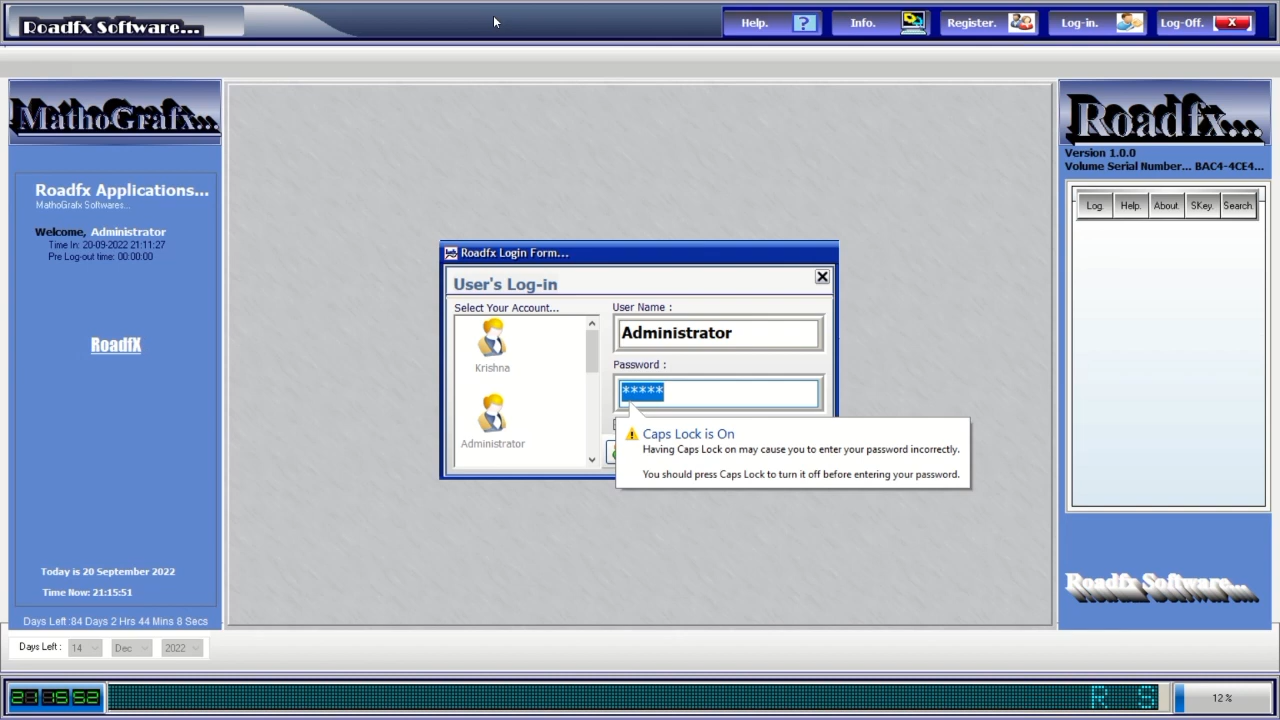 Roadfx Software...
Help.
Info.
Register.
Log-in.
Log-Off.
MathoGrafx...
Roadfx Applications...
MathoGrafx Softwares...
Welcome, Administrator
Time In: 20-09-2022 21:11:27
Pre Log-out time: 00:00:00
RoadfX
Today is 20 September 2022
Time Now: 21:15:51
Days Left :84 Days 2 Hrs 44 Mins 8 Secs
Days Left : 14 Dec 2022
Roadfx Login Form...
User's Log-in
Select Your Account...
Krishna
Administrator
User Name :
Administrator
Password :
*****
Caps Lock is On
Having Caps Lock on may cause you to enter your password incorrectly.
You should press Caps Lock to turn it off before entering your password.
Roadfx...
Version 1.0.0
Volume Serial Number... BAC4-4CE4...
Log. Help. About. SKey. Search.
Roadfx Software...
21:15:52
R S
12 %